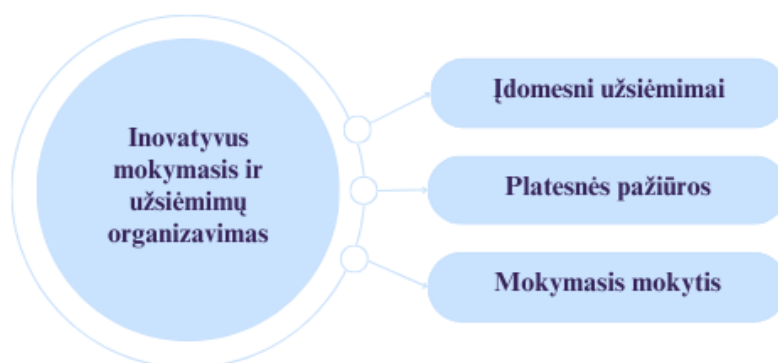 Inovatyvus
mokymasis ir
užsiėmimų
organizavimas
Įdomesni užsiėmimai
Platesnės pažiūros
Mokymasis mokytis